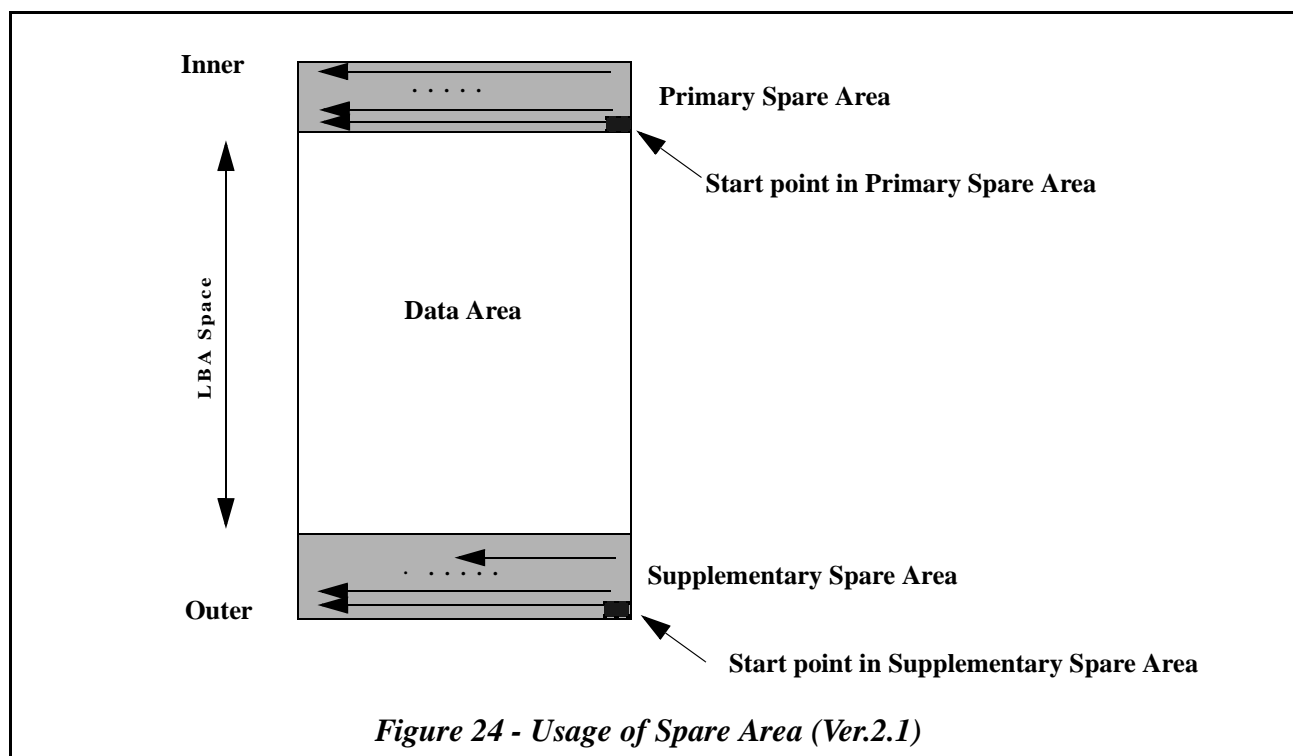 Inner
. . . . .
Primary Spare Area
Start point in Primary Spare Area
LBA Space
Data Area
. . . . . .
Supplementary Spare Area
Outer
Start point in Supplementary Spare Area
Figure 24 - Usage of Spare Area (Ver.2.1)